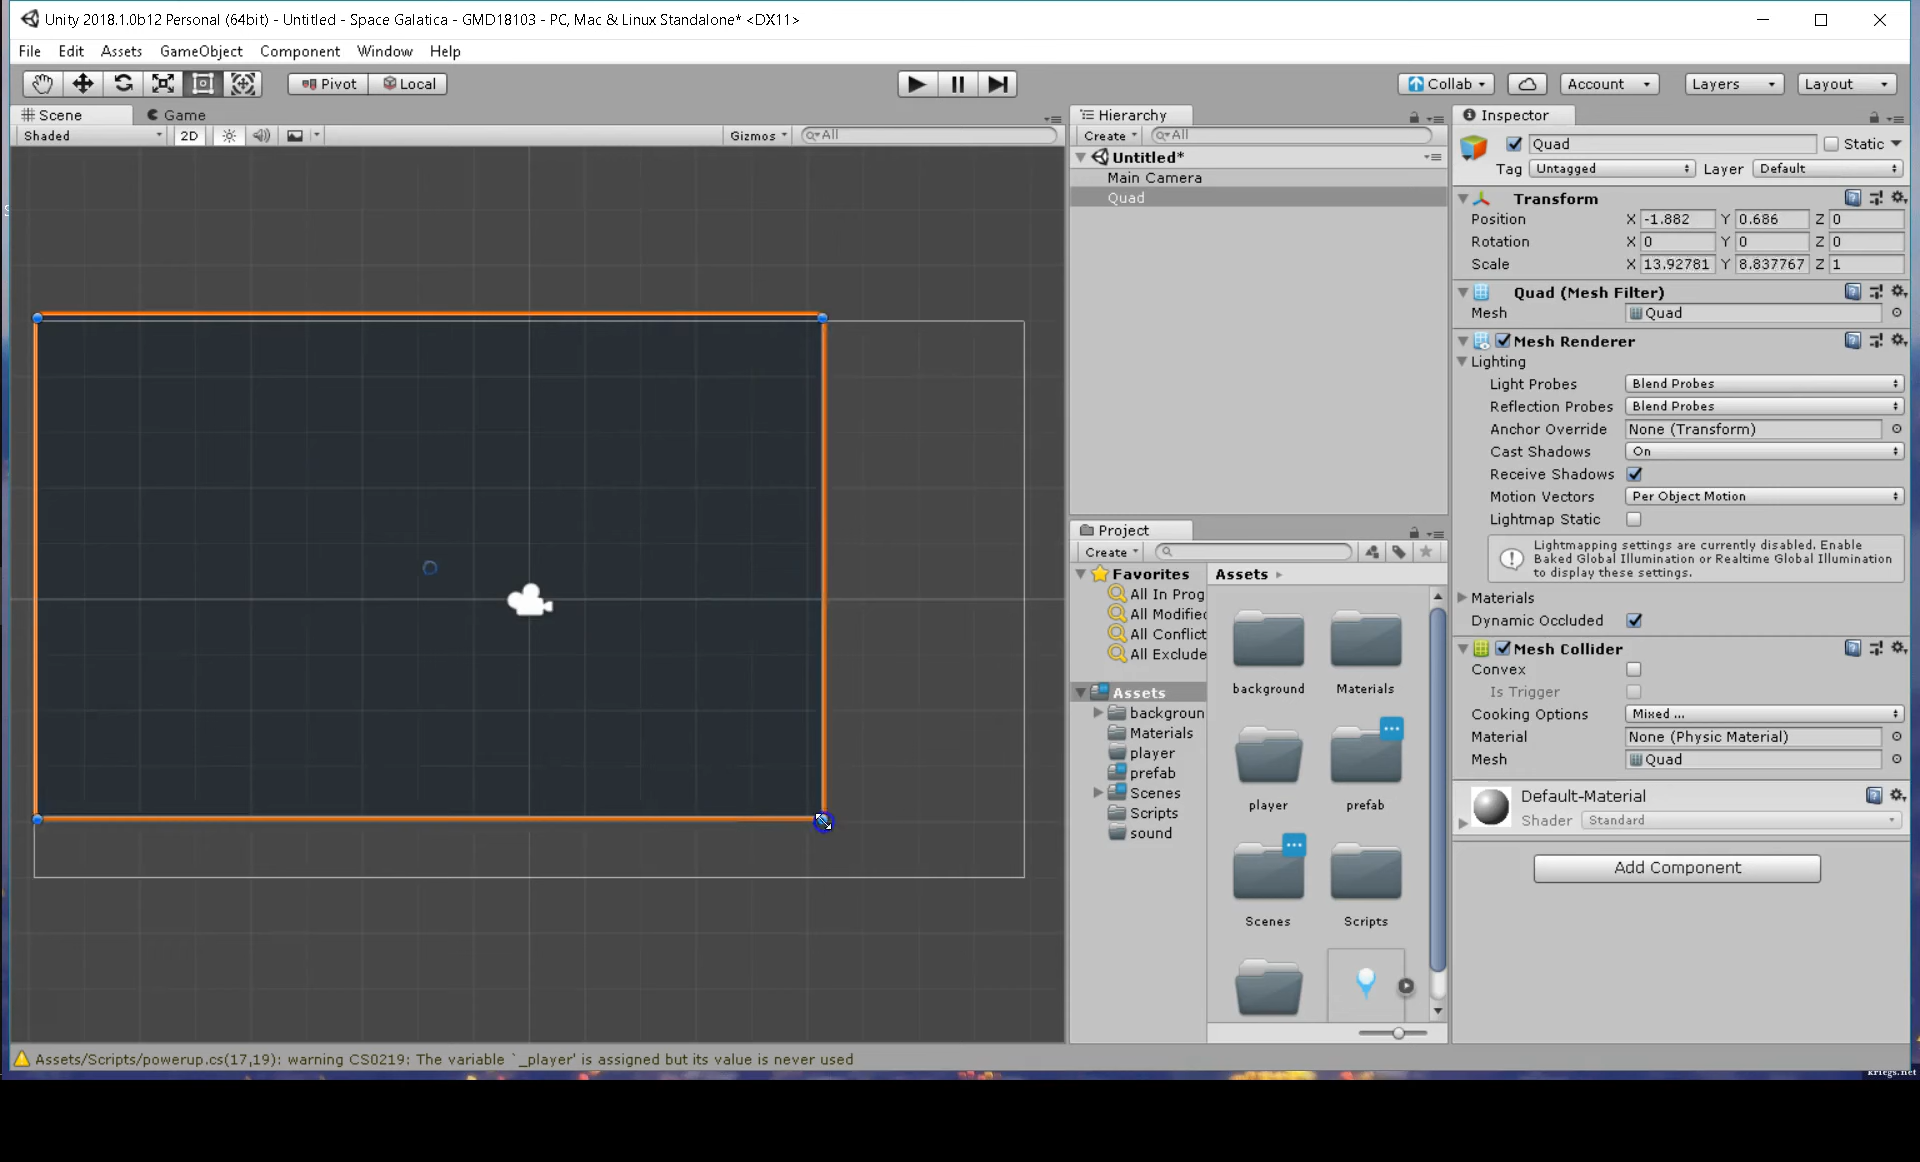 Unity 2018.1.0b12 Personal (64bit) - Untitled - Space Galatica - GMD18103 - PC, Mac & Linux Standalone* <DX11>
File Edit Assets GameObject Component Window Help
Pivot Local Collab Account Layers Layout
Scene Game
Shaded 2D Gizmos All
Hierarchy
Create All
Untitled*
Main Camera
Quad
Project
Create
Favorites
All In Prog
All Modified
All Conflict
All Exclude
Assets
backgroun
Materials
player
prefab
Scenes
Scripts
sound
Assets
background Materials
player prefab
Scenes Scripts
Inspector
Quad Static
Tag Untagged Layer Default
Transform
Position X -1.882 Y 0.686 Z 0
Rotation X 0 Y 0 Z 0
Scale X 13.92781 Y 8.837767 Z 1
Quad (Mesh Filter)
Mesh Quad
Mesh Renderer
Lighting
Light Probes Blend Probes
Reflection Probes Blend Probes
Anchor Override None (Transform)
Cast Shadows On
Receive Shadows
Motion Vectors Per Object Motion
Lightmap Static
Lightmapping settings are currently disabled. Enable
Baked Global Illumination or Realtime Global Illumination
to display these settings.
Materials
Dynamic Occluded
Mesh Collider
Convex
Is Trigger
Cooking Options Mixed ...
Material None (Physic Material)
Mesh Quad
Default-Material
Shader Standard
Add Component
Assets/Scripts/powerup.cs(17,19): warning CS0219: The variable `_player' is assigned but its value is never used
kriegs.net